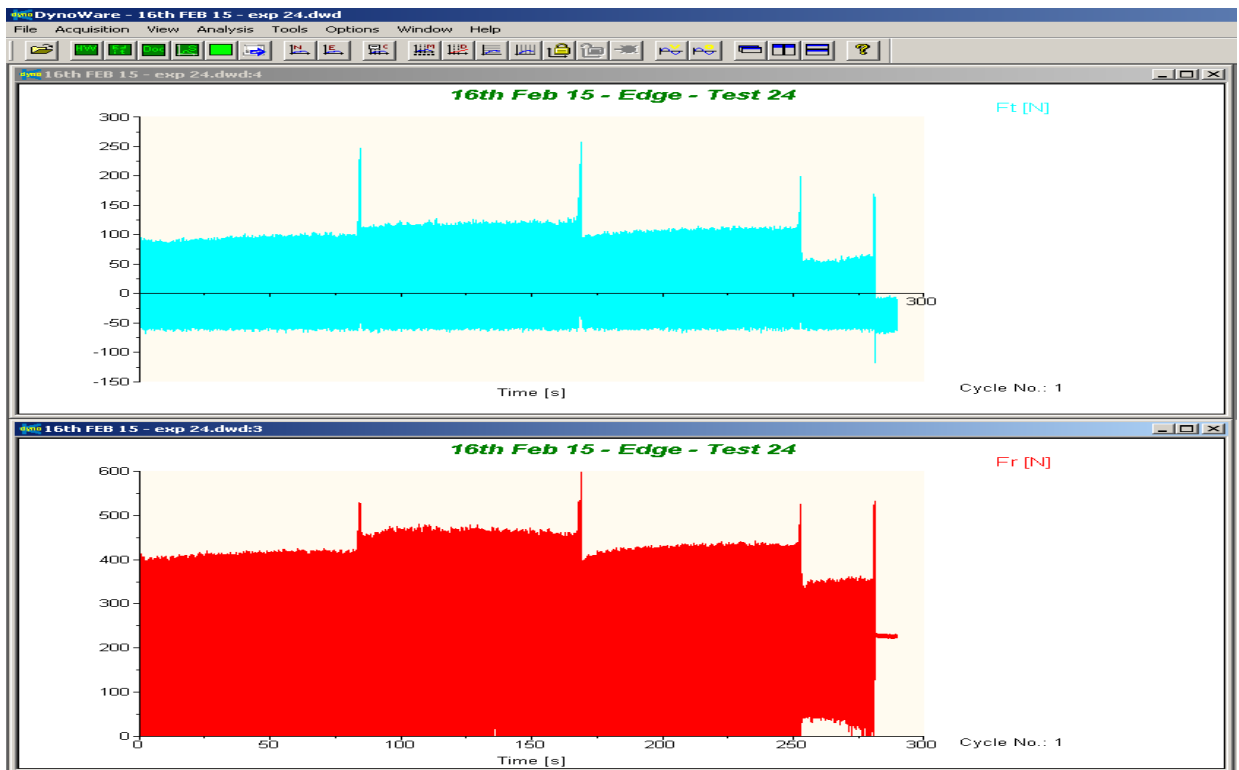 DynoWare - 16th FEB 15 - exp 24.dwd
File Acquisition View Analysis Tools Options Window Help
16th FEB 15 - exp 24.dwd:4
16th Feb 15 - Edge - Test 24
Ft [N]
300
250
200
150
100
50
0
-50
-100
-150
300
Time [s]
Cycle No.: 1
16th FEB 15 - exp 24.dwd:3
16th Feb 15 - Edge - Test 24
Fr [N]
600
500
400
300
200
100
0
0 50 100 150 200 250 300
Time [s]
Cycle No.: 1